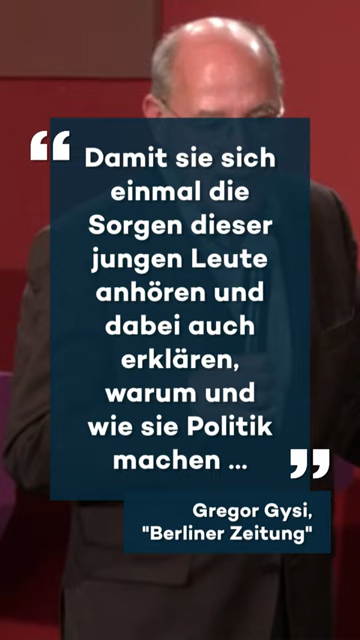 “
Damit sie sich
einmal die
Sorgen dieser
jungen Leute
anhören und
dabei auch
erklären,
warum und
wie sie Politik
machen ...
”
Gregor Gysi,
"Berliner Zeitung"